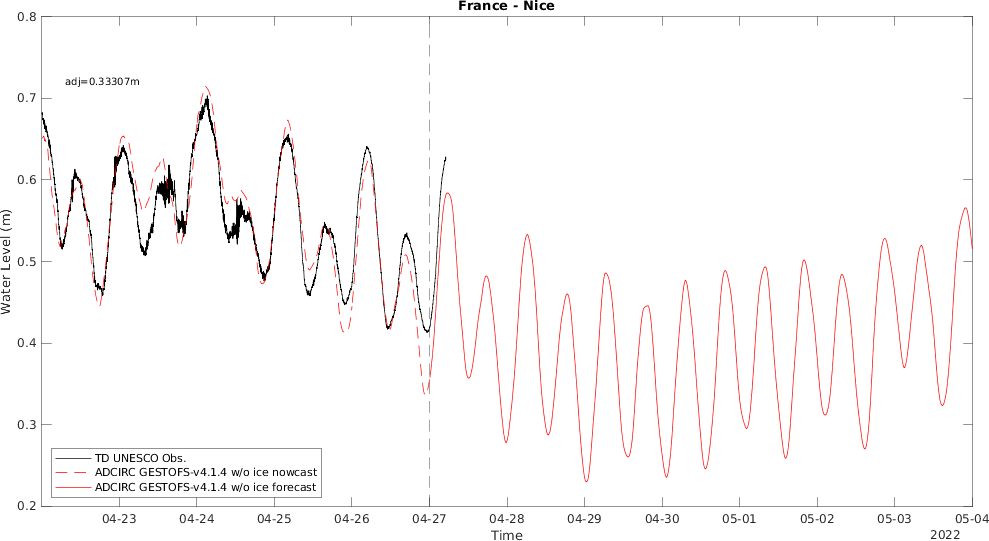 France - Nice
0.8
0.7
0.6
0.5
0.4
0.3
0.2
Water Level (m)
adj=0.33307m
TD UNESCO Obs.
ADCIRC GESTOFS-v4.1.4 w/o ice nowcast
ADCIRC GESTOFS-v4.1.4 w/o ice forecast
04-23 04-24 04-25 04-26 04-27 04-28 04-29 04-30 05-01 05-02 05-03 05-04
Time
2022